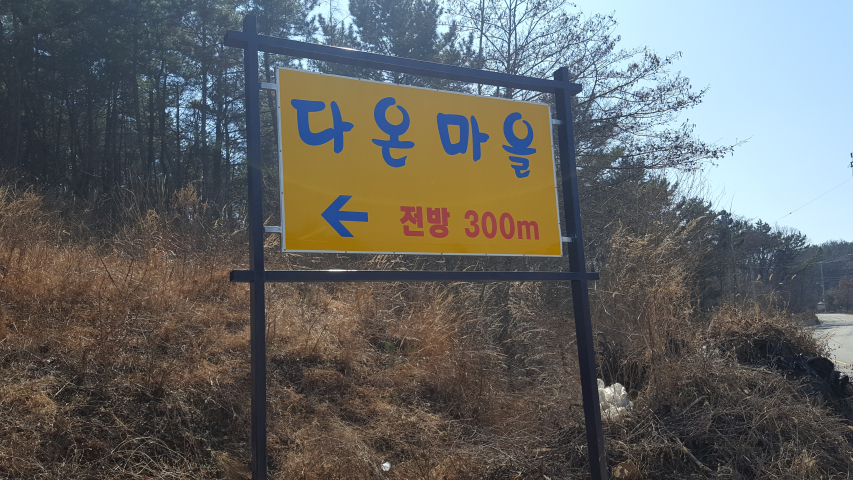 다온 마을
← 전방 300m